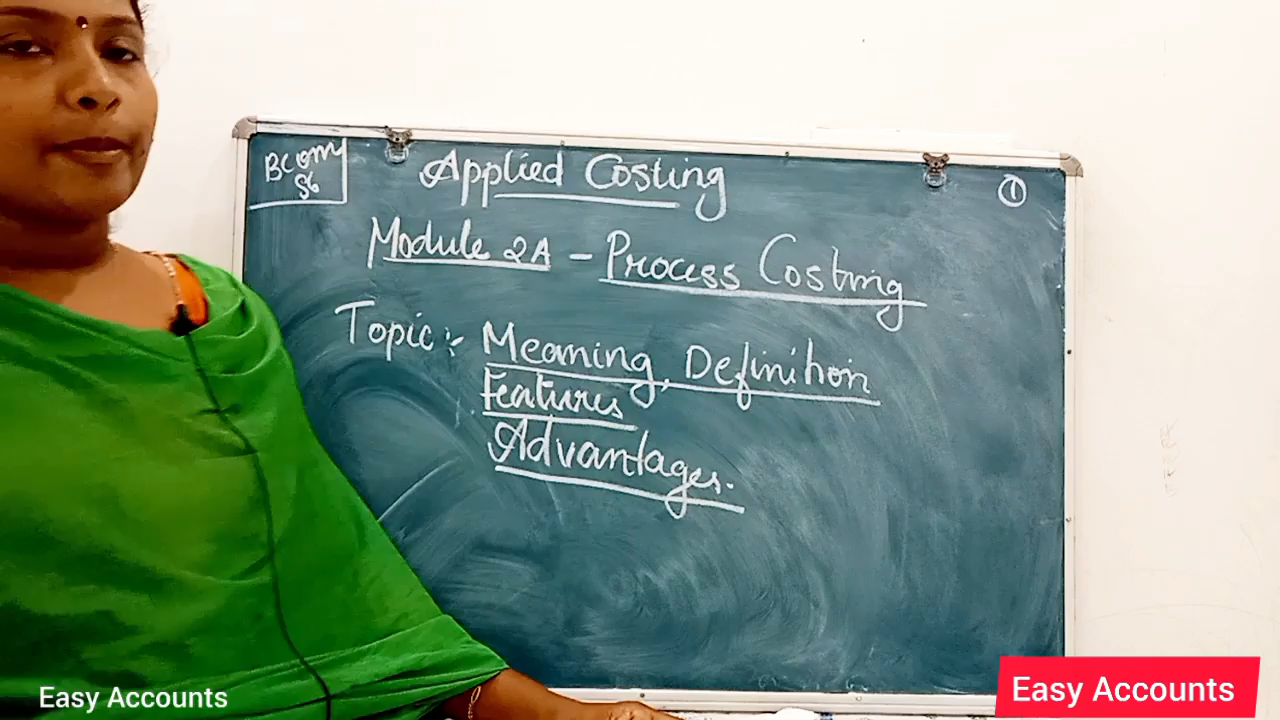 BCom
S6
Applied Costing
①
Module 2A - Process Costing
Topic:- Meaning, Definition
Features
Advantages.
Easy Accounts
Easy Accounts